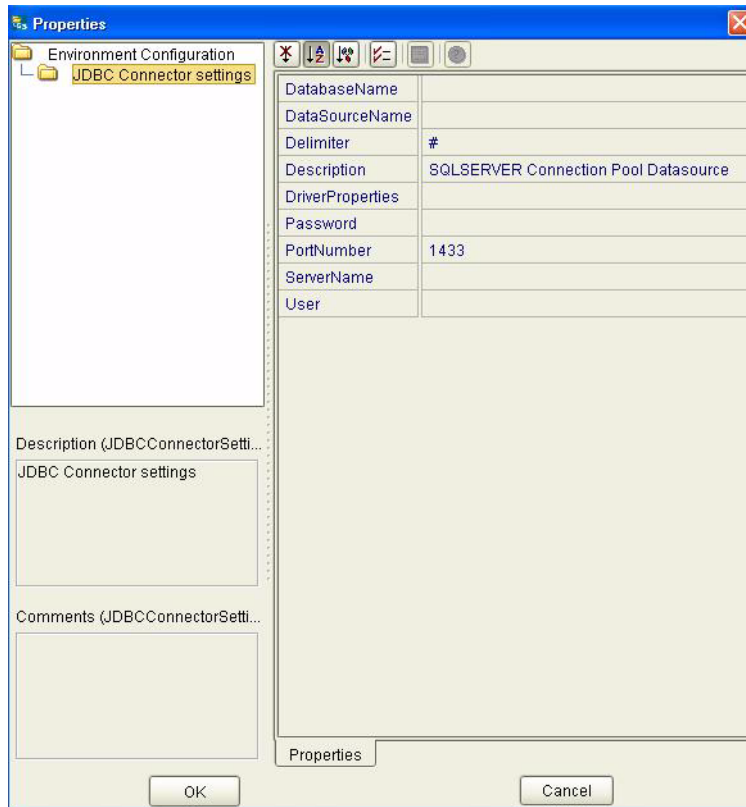 Properties
Environment Configuration
JDBC Connector settings
DatabaseName
DataSourceName
Delimiter #
Description SQLSERVER Connection Pool Datasource
DriverProperties
Password
PortNumber 1433
ServerName
User
Description (JDBCConnectorSetti...
JDBC Connector settings
Comments (JDBCConnectorSetti...
Properties
OK Cancel